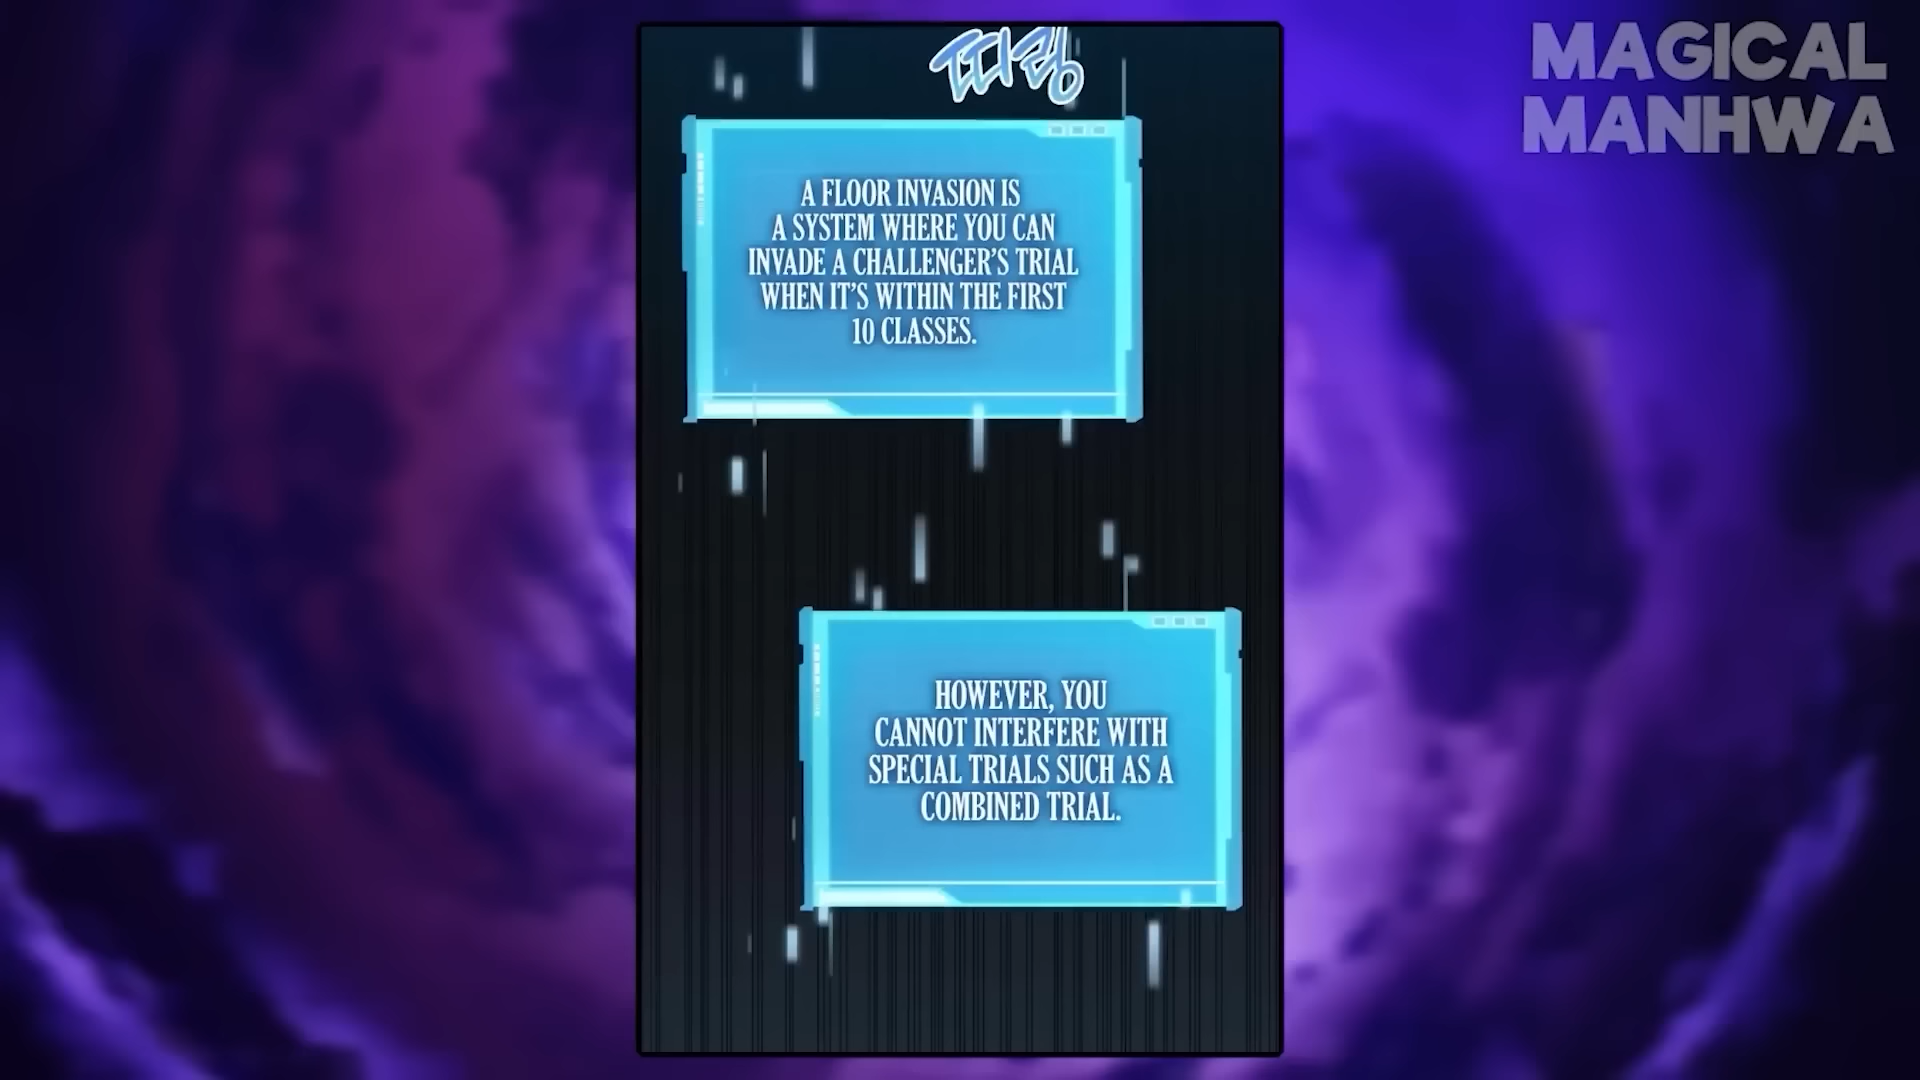 MAGICAL
MANHWA
띠링
A FLOOR INVASION IS
A SYSTEM WHERE YOU CAN
INVADE A CHALLENGER'S TRIAL
WHEN IT'S WITHIN THE FIRST
10 CLASSES.
HOWEVER, YOU
CANNOT INTERFERE WITH
SPECIAL TRIALS SUCH AS A
COMBINED TRIAL.